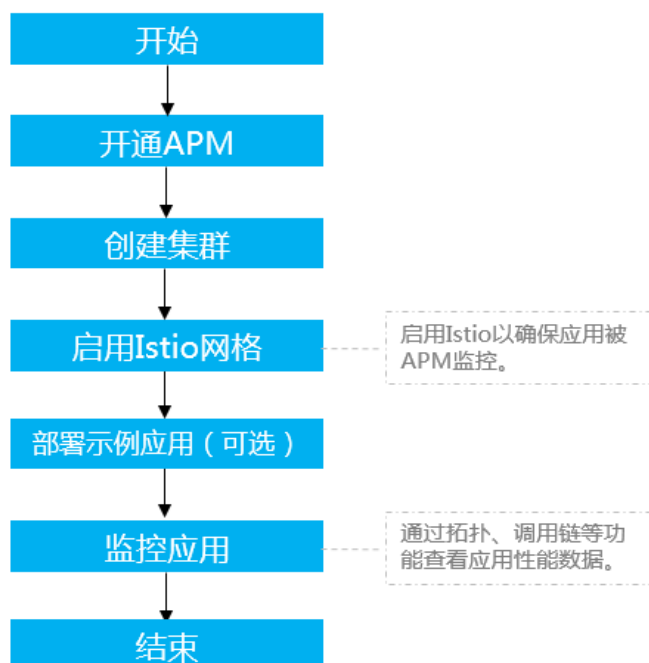 开始
开通APM
创建集群
启用Istio网格
启用Istio以确保应用被
APM监控。
部署示例应用（可选）
监控应用
通过拓扑、调用链等功
能查看应用性能数据。
结束